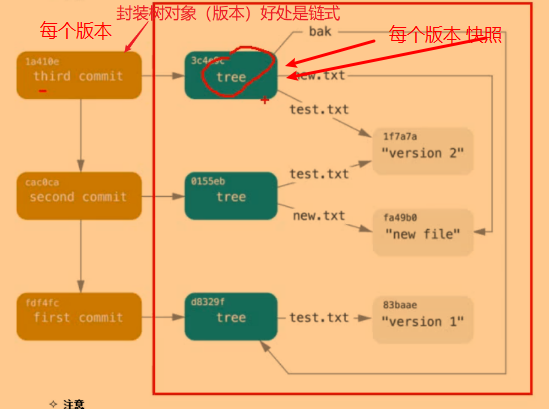 封装树对象（版本）好处是链式
每个版本
bak
每个版本 快照
1a410e
third commit
3c4e9c
tree
new.txt
test.txt
1f7a7a
"version 2"
cac0ca
second commit
0155eb
tree
test.txt
new.txt
fa49b0
"new file"
fdf4fc
first commit
d8329f
tree
test.txt
83baae
"version 1"
✧ 注意